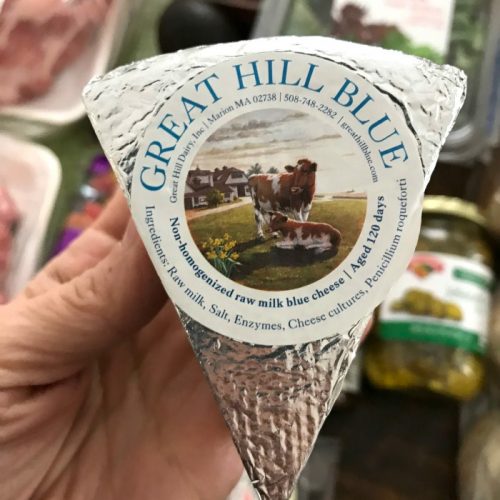 GREAT HILL BLUE
Great Hill Dairy, Inc | Marion MA 02738 | 508-748-2282 | greathillblue.com
Non-homogenized raw milk blue cheese | Aged 120 days
Ingredients: Raw milk, Salt, Enzymes, Cheese cultures, Penicillium roqueforti